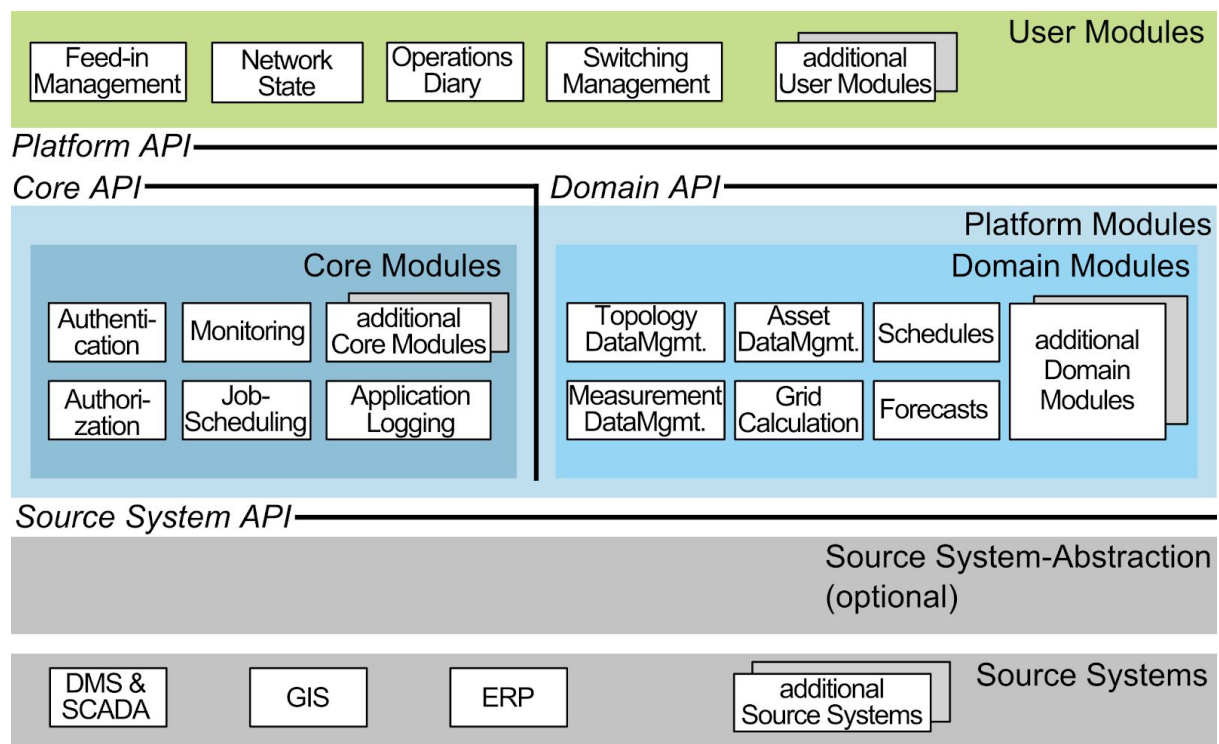 User Modules
Feed-in
Management
Network
State
Operations
Diary
Switching
Management
additional
User Modules
Platform API
Core API
Domain API
Platform Modules
Core Modules
Domain Modules
Authenti-
cation
Monitoring
additional
Core Modules
Authori-
zation
Job-
Scheduling
Application
Logging
Topology
DataMgmt.
Asset
DataMgmt.
Schedules
additional
Domain
Modules
Measurement
DataMgmt.
Grid
Calculation
Forecasts
Source System API
Source System-Abstraction
(optional)
Source Systems
DMS &
SCADA
GIS
ERP
additional
Source Systems